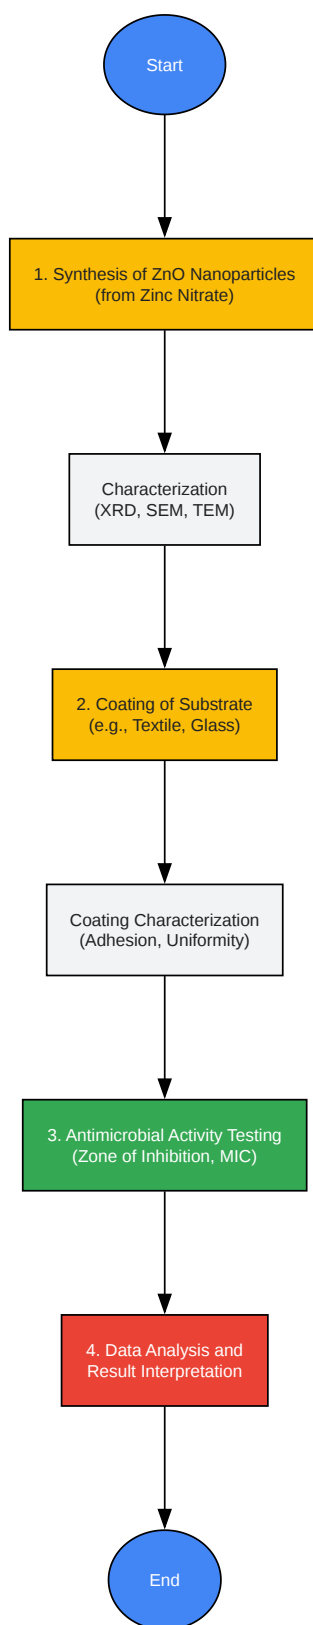 Start
1. Synthesis of ZnO Nanoparticles
(from Zinc Nitrate)
Characterization
(XRD, SEM, TEM)
2. Coating of Substrate
(e.g., Textile, Glass)
Coating Characterization
(Adhesion, Uniformity)
3. Antimicrobial Activity Testing
(Zone of Inhibition, MIC)
4. Data Analysis and
Result Interpretation
End